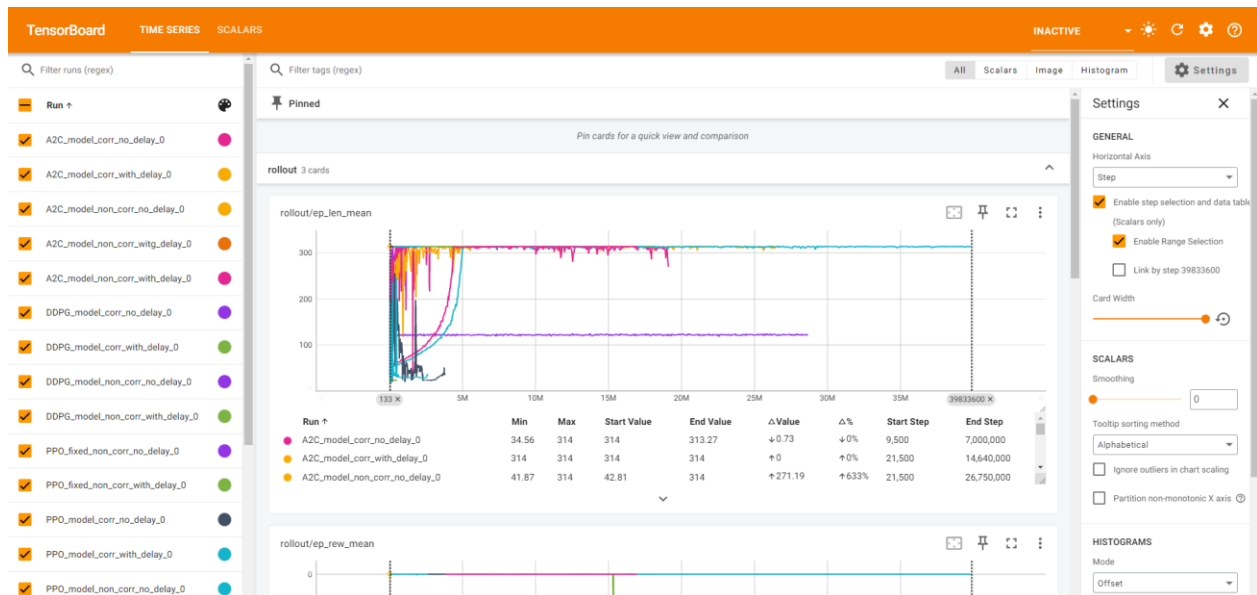 TensorBoard TIME SERIES SCALARS INACTIVE
Filter runs (regex)
Run ↑
A2C_model_corr_no_delay_0
A2C_model_corr_with_delay_0
A2C_model_non_corr_no_delay_0
A2C_model_non_corr_witg_delay_0
A2C_model_non_corr_with_delay_0
DDPG_model_corr_no_delay_0
DDPG_model_corr_with_delay_0
DDPG_model_non_corr_no_delay_0
DDPG_model_non_corr_with_delay_0
PPO_fixed_non_corr_no_delay_0
PPO_fixed_non_corr_with_delay_0
PPO_model_corr_no_delay_0
PPO_model_corr_with_delay_0
PPO_model_non_corr_no_delay_0
Filter tags (regex)
All Scalars Image Histogram Settings
Pinned
Pin cards for a quick view and comparison
rollout 3 cards
rollout/ep_len_mean
300
200
100
133 × 5M 10M 15M 20M 25M 30M 35M 39833600 ×
Run ↑ Min Max Start Value End Value △Value △% Start Step End Step
A2C_model_corr_no_delay_0 34.56 314 314 313.27 ↓0.73 ↓0% 9,500 7,000,000
A2C_model_corr_with_delay_0 314 314 314 314 ↑0 ↑0% 21,500 14,640,000
A2C_model_non_corr_no_delay_0 41.87 314 42.81 314 ↑271.19 ↑633% 21,500 26,750,000
rollout/ep_rew_mean
0
Settings
GENERAL
Horizontal Axis
Step
Enable step selection and data table
(Scalars only)
Enable Range Selection
Link by step 39833600
Card Width
SCALARS
Smoothing
0
Tooltip sorting method
Alphabetical
Ignore outliers in chart scaling
Partition non-monotonic X axis
HISTOGRAMS
Mode
Offset